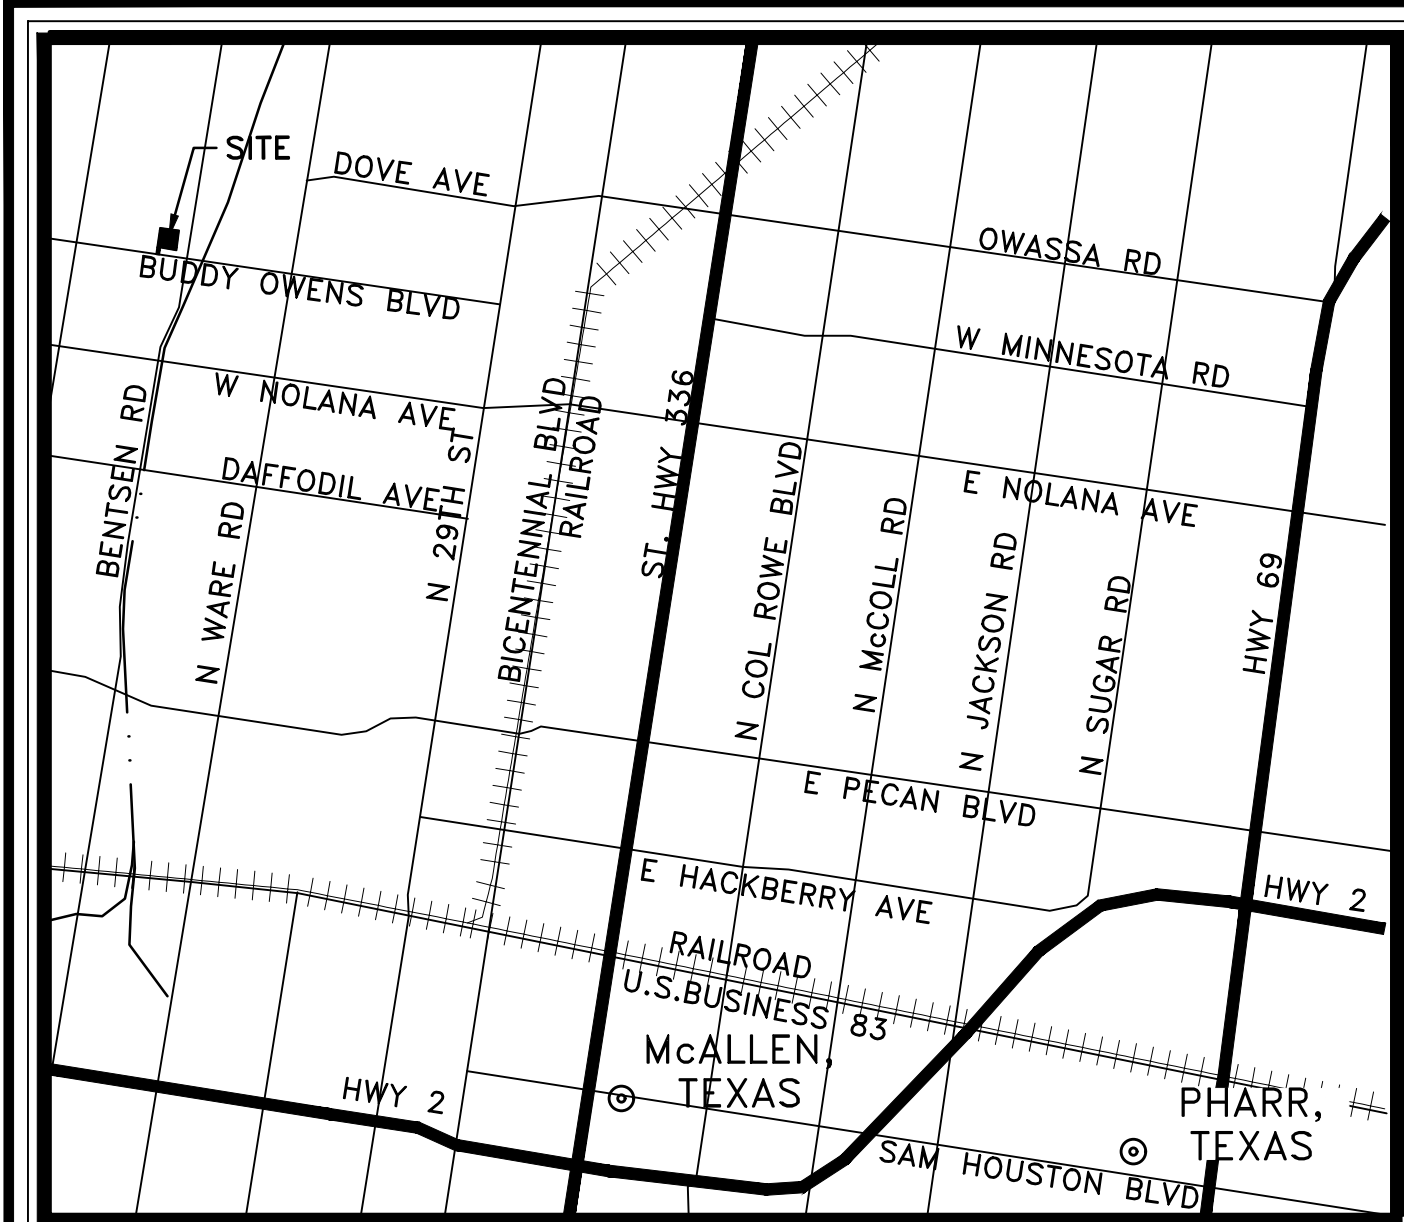 SITE
DOVE AVE
OWASSA RD
BUDDY OWENS BLVD
W MINNESOTA RD
W NOLANA AVE
ST. HWY 336
BENTSEN RD
BICENTENNIAL BLVD
RAILROAD
DAFFODIL AVE
N 29TH ST
N COL ROWE BLVD
E NOLANA AVE
N WARE RD
N McCOLL RD
N JACKSON RD
N SUGAR RD
HWY 69
E PECAN BLVD
E HACKBERRY AVE
HWY 2
RAILROAD
U.S.BUSINESS 83
McALLEN,
TEXAS
HWY 2
PHARR,
TEXAS
SAM HOUSTON BLVD